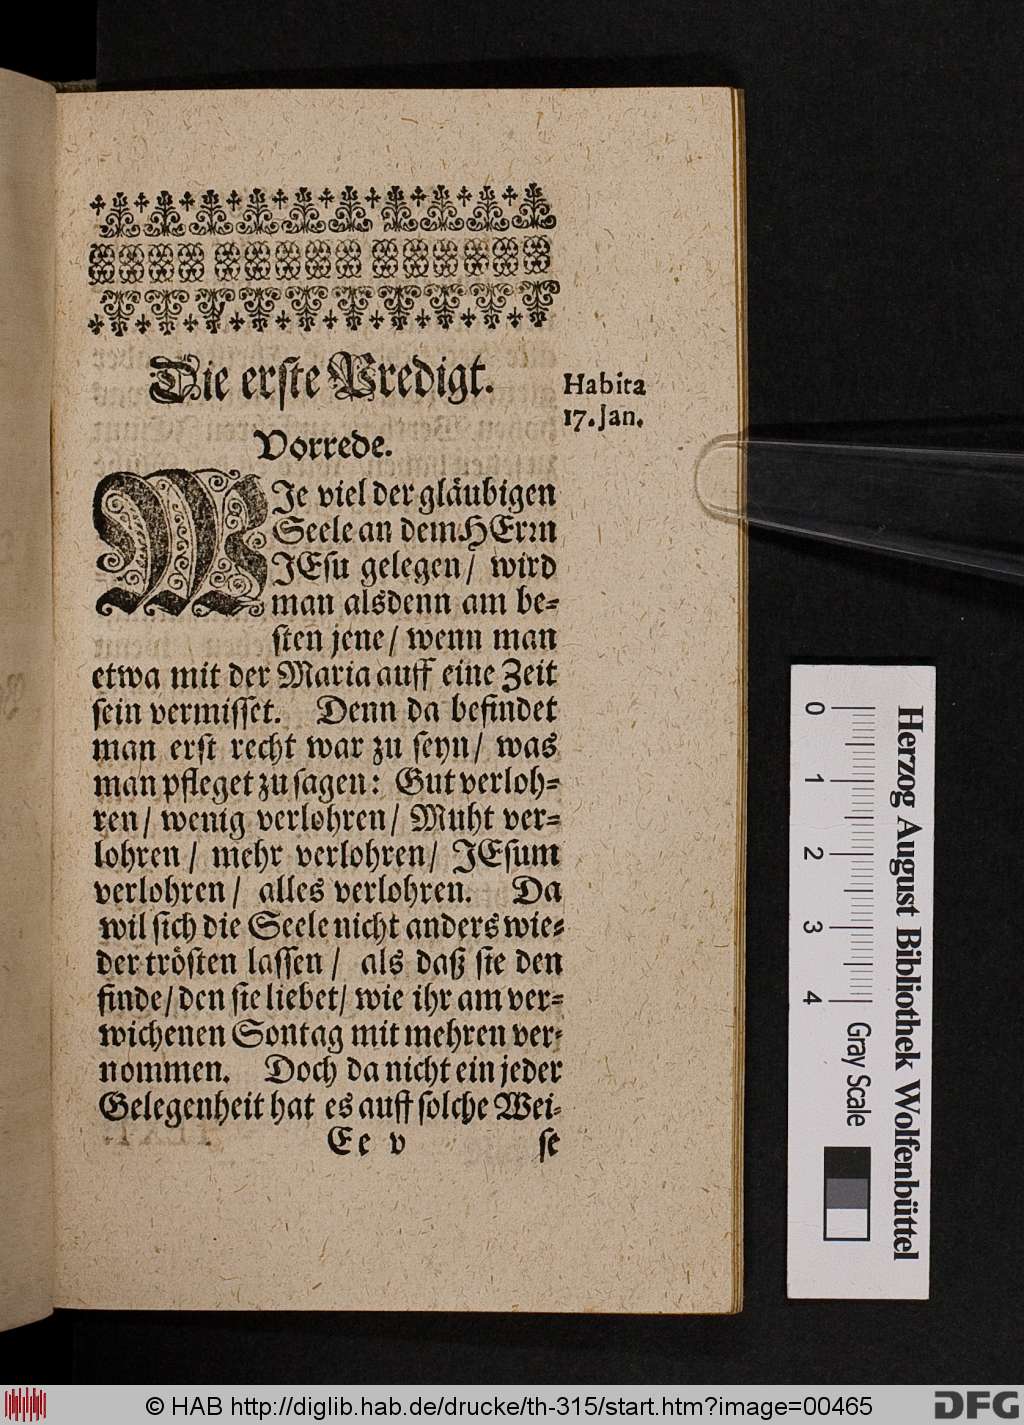 Die erste Predigt.
Habita
17. Jan.
Vorrede.
WIe viel der gläubigen
Seele an dem HErꝛn
JEsu gelegen / wird
man alsdenn am be⸗
sten jene / wenn man
etwa mit der Maria auff eine Zeit
sein vermisset. Denn da befindet
man erst recht war zu seyn / was
man pfleget zu sagen: Gut verloh⸗
ren / wenig verlohren / Muht ver⸗
lohren / mehr verlohren / JEsum
verlohren / alles verlohren. Da
wil sich die Seele nicht anders wie⸗
der trösten lassen / als daß sie den
finde / den sie liebet / wie ihr am ver⸗
wichenen Sontag mit mehren ver⸗
nommen. Doch da nicht ein jeder
Gelegenheit hat es auff solche Wei⸗
Ee v se
Herzog August Bibliothek Wolfenbüttel
0 1 2 3 4 Gray Scale
© HAB http://diglib.hab.de/drucke/th-315/start.htm?image=00465
DFG